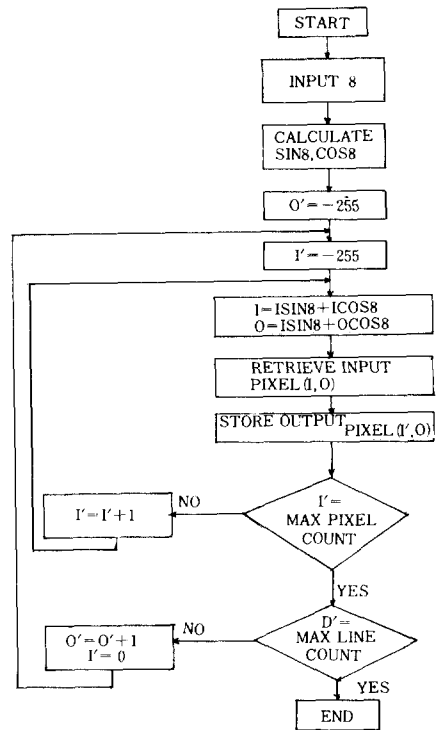 START
INPUT 8
CALCULATE
SIN8, COS8
O'=-255
I'=-255
1=ISIN8+ICOS8
O=ISIN8+OCOS8
RETRIEVE INPUT
PIXEL(I,O)
STORE OUTPUT
PIXEL(I',O)
I'=
MAX PIXEL
COUNT
NO
I'=I'+1
YES
D'=
MAX LINE
COUNT
NO
O'=O'+1
I'=0
YES
END